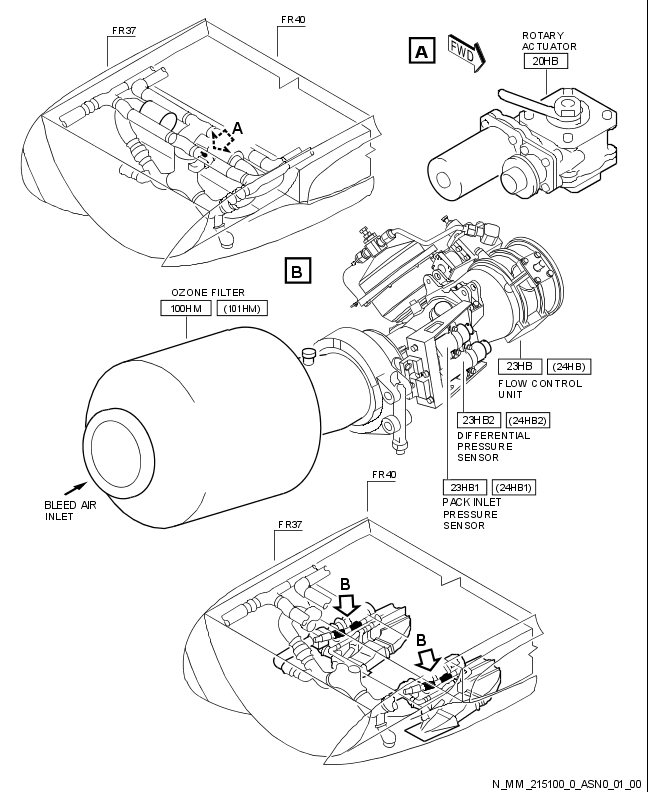 FR40
FR37
A
A
FWD
ROTARY
ACTUATOR
20HB
B
OZONE FILTER
100HM (101HM)
23HB (24HB)
FLOW CONTROL
UNIT
23HB2 (24HB2)
DIFFERENTIAL
PRESSURE
SENSOR
23HB1 (24HB1)
PACK INLET
PRESSURE
SENSOR
BLEED AIR
INLET
FR40
FR37
B
B
N_MM_215100_0_ASN0_01_00